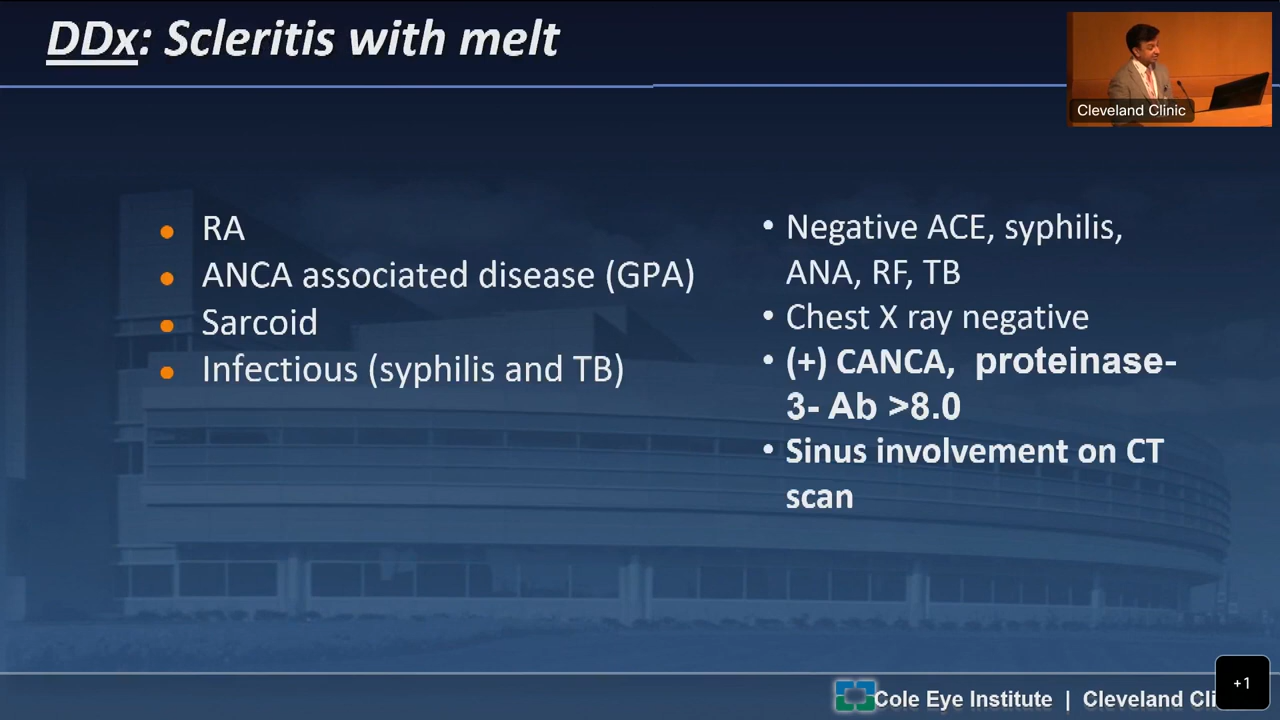 DDx: Scleritis with melt
Cleveland Clinic
RA
ANCA associated disease (GPA)
Sarcoid
Infectious (syphilis and TB)
• Negative ACE, syphilis,
ANA, RF, TB
• Chest X ray negative
• (+) CANCA, proteinase-
3- Ab >8.0
• Sinus involvement on CT
scan
Cole Eye Institute | Cleveland Cli
+1